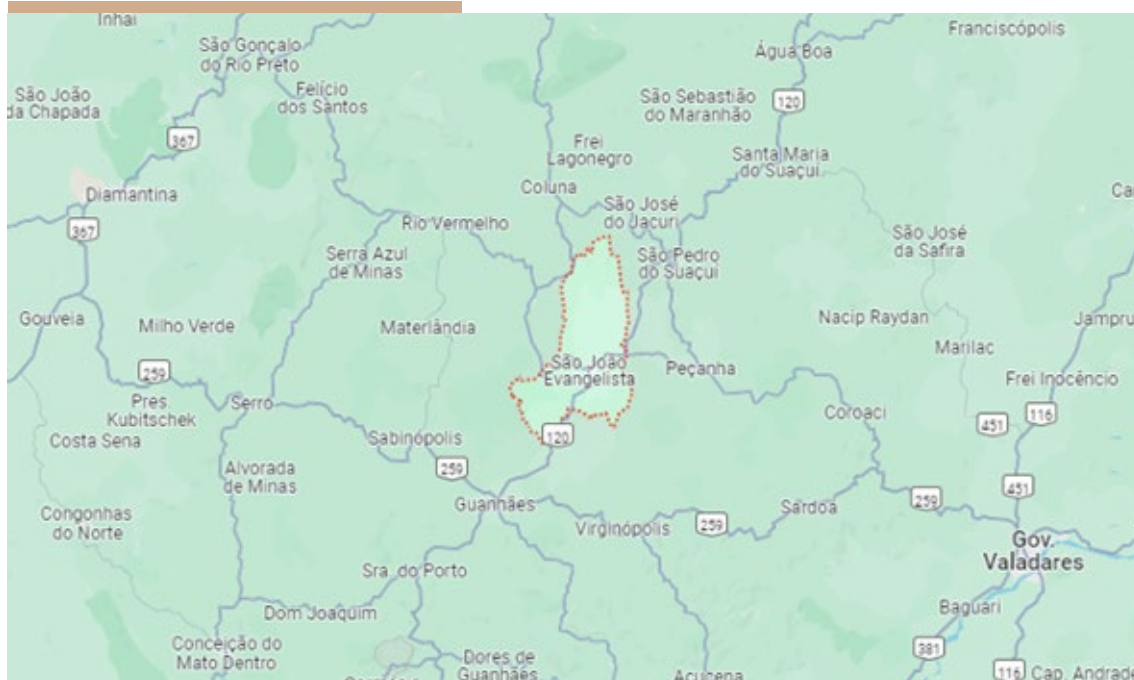 Inhaí
Franciscópolis
São Gonçalo
do Rio Preto
Água Boa
Felício
dos Santos
São João
da Chapada
São Sebastião
do Maranhão
120
367
Frei
Lagonegro
Santa Maria
do Suaçuí
Diamantina
Coluna
São José
do Jacuri
Rio Vermelho
367
São José
da Safira
Serra Azul
de Minas
São Pedro
do Suaçuí
Gouveia
Milho Verde
Materlândia
Nacip Raydan
Jampru
Marilac
São João
Evangelista
Peçanha
259
Frei Inocêncio
Pres.
Kubitschek
Serro
Coroaci
116
451
Costa Sena
Sabinópolis
120
259
Alvorada
de Minas
451
259
Guanhães
Sardoa
Congonhas
do Norte
Virginópolis
259
Gov.
Valadares
Sra. do Porto
Dom Joaquim
Baguari
Conceição do
Mato Dentro
381
Dores de
Guanhães
116
Cap. Andrade